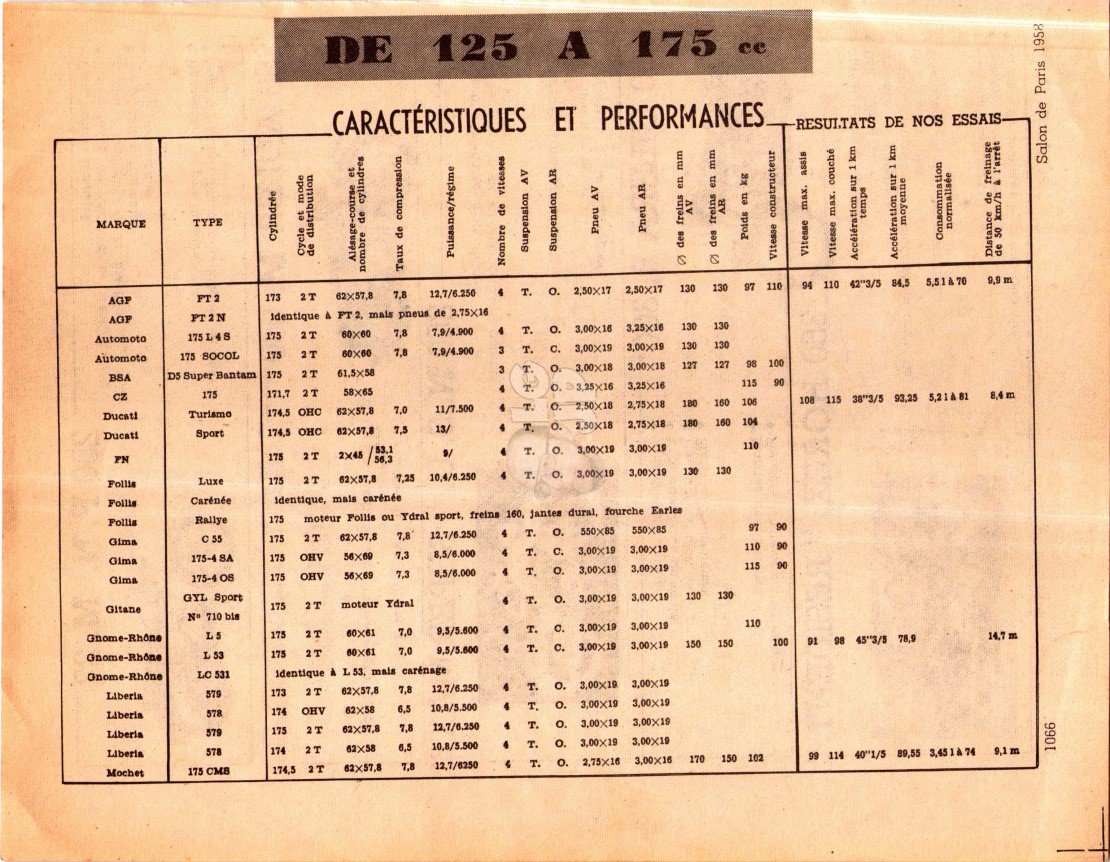 DE 125 A 175 cc
CARACTÉRISTIQUES ET PERFORMANCES
RESULTATS DE NOS ESSAIS
Salon de Paris 1958
MARQUE TYPE Cylindrée Cycle et mode de distribution Alésage-course et nombre de cylindres Taux de compression Puissance/régime Nombre de vitesses Suspension AV Suspension AR Pneu AV Pneu AR ∅ des freins en mm AV ∅ des freins en mm AR Poids en kg Vitesse constructeur Vitesse max. assis Vitesse max. couché Accélération sur 1 km temps Accélération sur 1 km moyenne Consommation normalisée Distance de freinage de 50 km/h à l'arrêt
AGF FT 2 173 2 T 62×57,8 7,8 12,7/6.250 4 T. O. 2,50×17 2,50×17 130 130 97 110 94 110 42"3/5 84,5 5,5 l à 70 9,9 m
AGF FT 2 N identique à FT 2, mais pneus de 2,75×16
Automoto 175 L 4 S 175 2 T 60×60 7,8 7,9/4.900 4 T. O. 3,00×16 3,25×16 130 130
Automoto 175 SOCOL 175 2 T 60×60 7,8 7,9/4.900 3 T. C. 3,00×19 3,00×19 130 130
BSA D5 Super Bantam 175 2 T 61,5×58 3 T. O. 3,00×18 3,00×18 127 127 98 100
CZ 175 171,7 2 T 58×65 4 T. O. 3,25×16 3,25×16 115 90
Ducati Turismo 174,5 OHC 62×57,8 7,0 11/7.500 4 T. O. 2,50×18 2,75×18 180 160 106 108 115 38"3/5 93,25 5,2 l à 81 8,4 m
Ducati Sport 174,5 OHC 62×57,8 7,5 13/ 4 T. O. 2,50×18 2,75×18 180 160 104
FN 175 2 T 2×45 / 53,1 56,3 9/ 4 T. O. 3,00×19 3,00×19 110
Follis Luxe 175 2 T 62×57,8 7,25 10,4/6.250 4 T. O. 3,00×19 3,00×19 130 130
Follis Carénée identique, mais carénée
Follis Rallye 175 moteur Follis ou Ydral sport, freins 160, jantes dural, fourche Earles
Gima C 55 175 2 T 62×57,8 7,8 12,7/6.250 4 T. O. 550×85 550×85 97 90
Gima 175-4 SA 175 OHV 56×69 7,3 8,5/6.000 4 T. C. 3,00×19 3,00×19 110 90
Gima 175-4 OS 175 OHV 56×69 7,3 8,5/6.000 4 T. O. 3,00×19 3,00×19 115 90
Gitane GYL Sport N° 710 bis 175 2 T moteur Ydral 4 T. O. 3,00×19 3,00×19 130 130
Gnome-Rhône L 5 175 2 T 60×61 7,0 9,5/5.600 4 T. C. 3,00×19 3,00×19 110 91 98 45"3/5 78,9 14,7 m
Gnome-Rhône L 53 175 2 T 60×61 7,0 9,5/5.600 4 T. C. 3,00×19 3,00×19 150 150 100
Gnome-Rhône LC 531 identique à L 53, mais carénage
Liberia 579 173 2 T 62×57,8 7,8 12,7/6.250 4 T. O. 3,00×19 3,00×19
Liberia 578 174 OHV 62×58 6,5 10,8/5.500 4 T. O. 3,00×19 3,00×19
Liberia 579 175 2 T 62×57,8 7,8 12,7/6.250 4 T. O. 3,00×19 3,00×19
Liberia 578 174 2 T 62×58 6,5 10,8/5.500 4 T. O. 3,00×19 3,00×19
Mochet 175 CMS 174,5 2 T 62×57,8 7,8 12,7/6250 4 T. O. 2,75×16 3,00×16 170 150 102 99 114 40"1/5 89,55 3,45 l à 74 9,1 m
1066